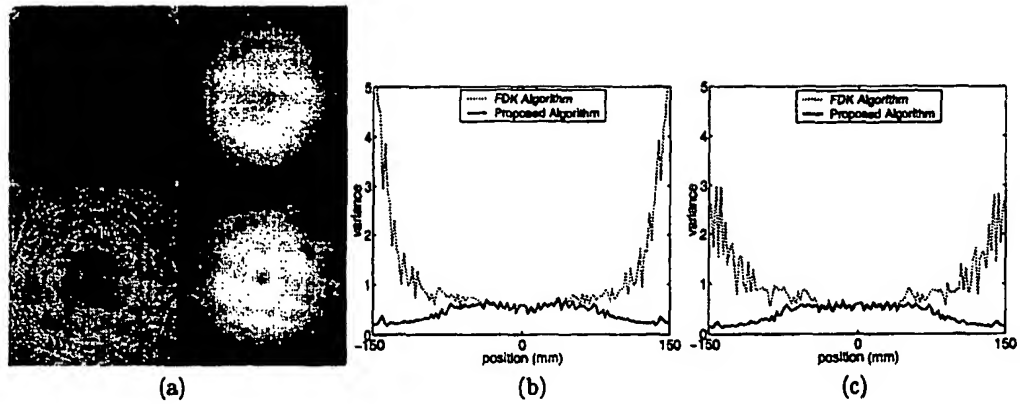 5
4
3
2
1
0
variance
FDK Algorithm
Proposed Algorithm
-150
0
150
position (mm)
5
4
3
2
1
0
variance
FDK Algorithm
Proposed Algorithm
-150
0
150
position (mm)
(a)
(b)
(c)